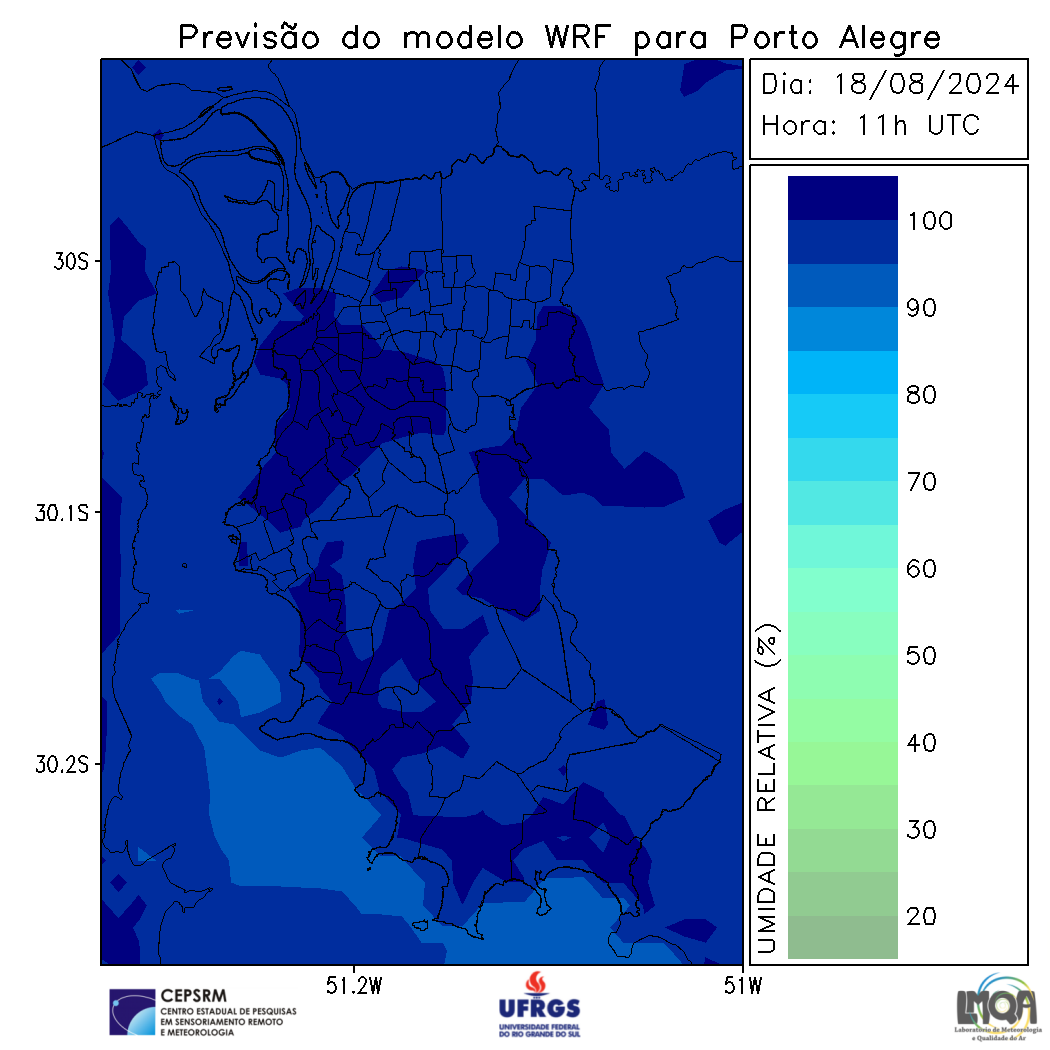 Previsão do modelo WRF para Porto Alegre
Dia: 18/08/2024
Hora: 11h UTC
100
90
80
70
60
50
40
30
20
UMIDADE RELATIVA (%)
30S
30.1S
30.2S
51.2W
51W
CEPSRM
CENTRO ESTADUAL DE PESQUISAS
EM SENSORIAMENTO REMOTO
E METEOROLOGIA
UFRGS
UNIVERSIDADE FEDERAL
DO RIO GRANDE DO SUL
LMQA
Laboratório de Meteorologia
e Qualidade do Ar